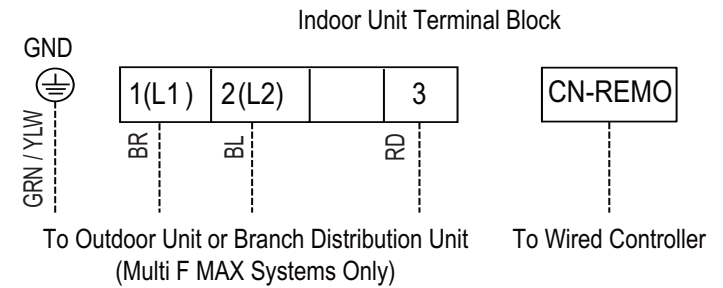 Indoor Unit Terminal Block
GND
1(L1) 2(L2) 3 CN-REMO
GRN / YLW
BR
BL
RD
To Outdoor Unit or Branch Distribution Unit
(Multi F MAX Systems Only)
To Wired Controller